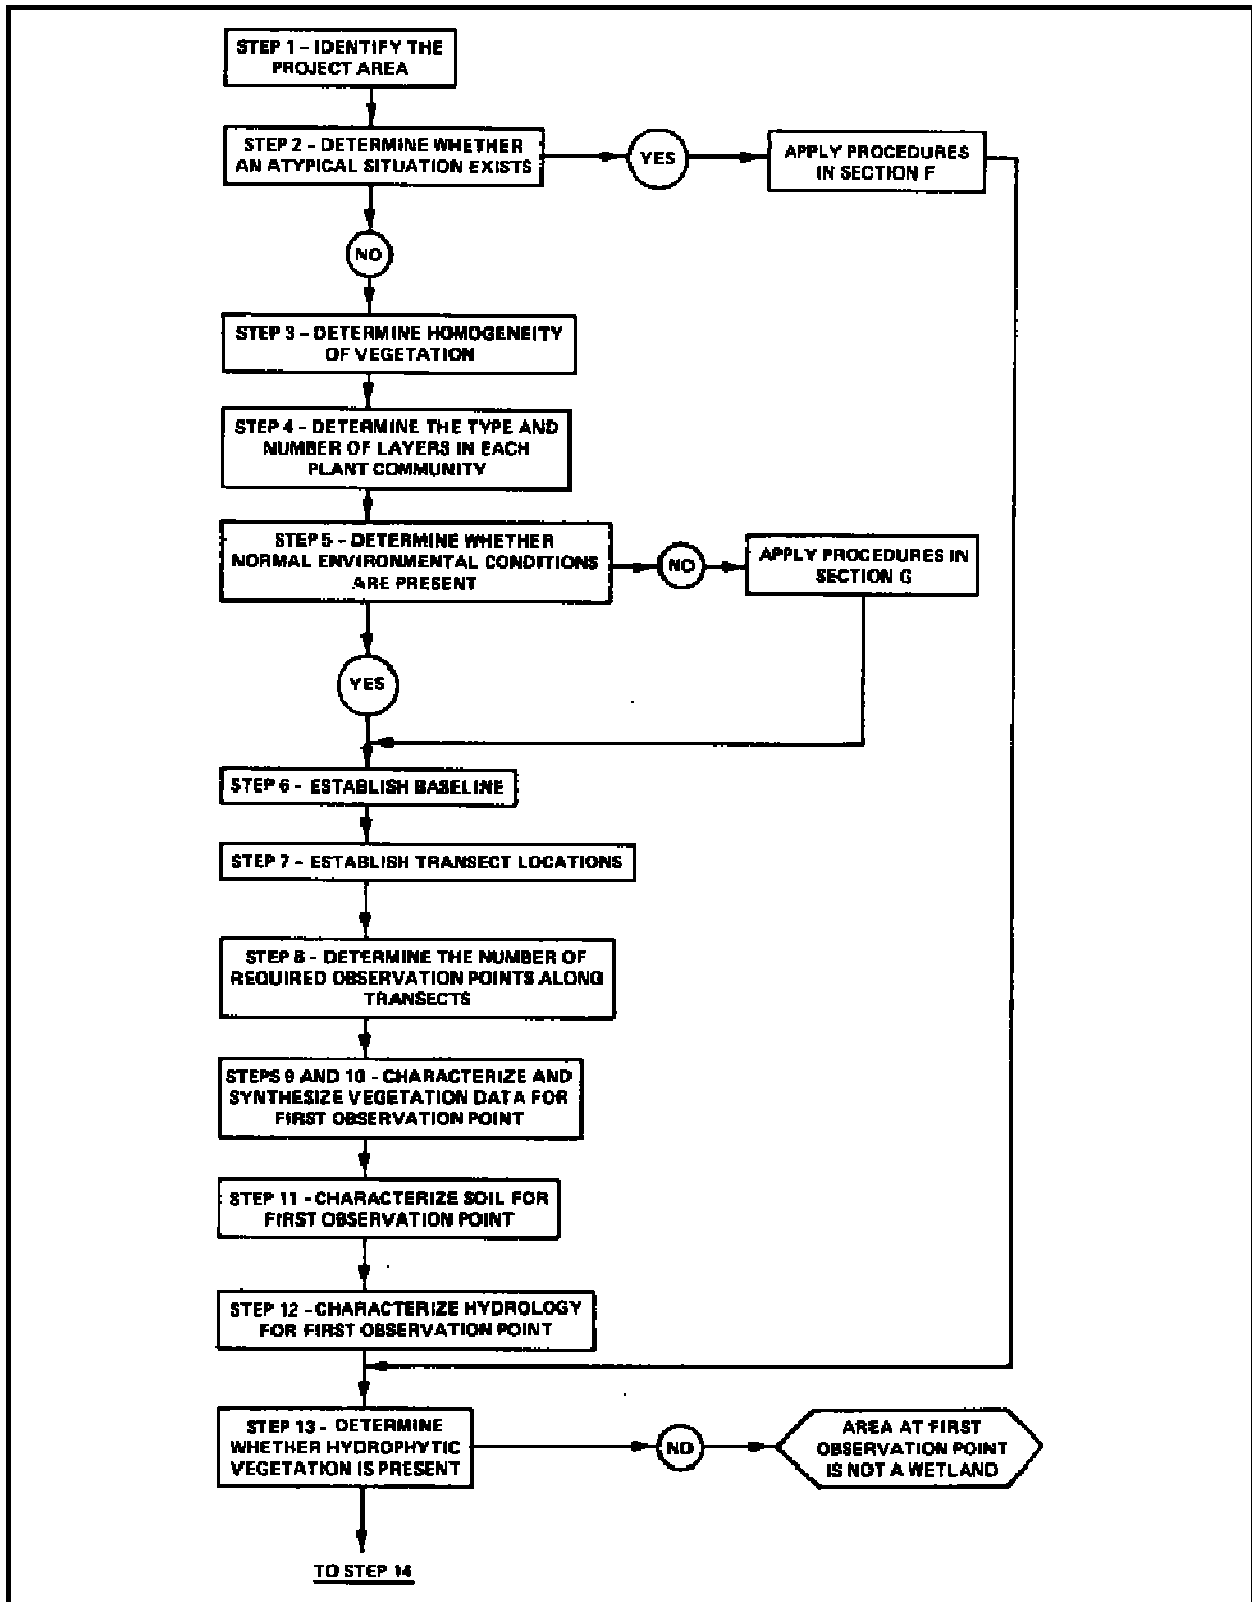 STEP 1 - IDENTIFY THE
PROJECT AREA
STEP 2 - DETERMINE WHETHER
AN ATYPICAL SITUATION EXISTS
YES
APPLY PROCEDURES
IN SECTION F
NO
STEP 3 - DETERMINE HOMOGENEITY
OF VEGETATION
STEP 4 - DETERMINE THE TYPE AND
NUMBER OF LAYERS IN EACH
PLANT COMMUNITY
STEP 5 - DETERMINE WHETHER
NORMAL ENVIRONMENTAL CONDITIONS
ARE PRESENT
NO
APPLY PROCEDURES IN
SECTION G
YES
STEP 6 - ESTABLISH BASELINE
STEP 7 - ESTABLISH TRANSECT LOCATIONS
STEP 8 - DETERMINE THE NUMBER OF
REQUIRED OBSERVATION POINTS ALONG
TRANSECTS
STEPS 9 AND 10 - CHARACTERIZE AND
SYNTHESIZE VEGETATION DATA FOR
FIRST OBSERVATION POINT
STEP 11 - CHARACTERIZE SOIL FOR
FIRST OBSERVATION POINT
STEP 12 - CHARACTERIZE HYDROLOGY
FOR FIRST OBSERVATION POINT
STEP 13 - DETERMINE
WHETHER HYDROPHYTIC
VEGETATION IS PRESENT
NO
AREA AT FIRST
OBSERVATION POINT
IS NOT A WETLAND
TO STEP 14